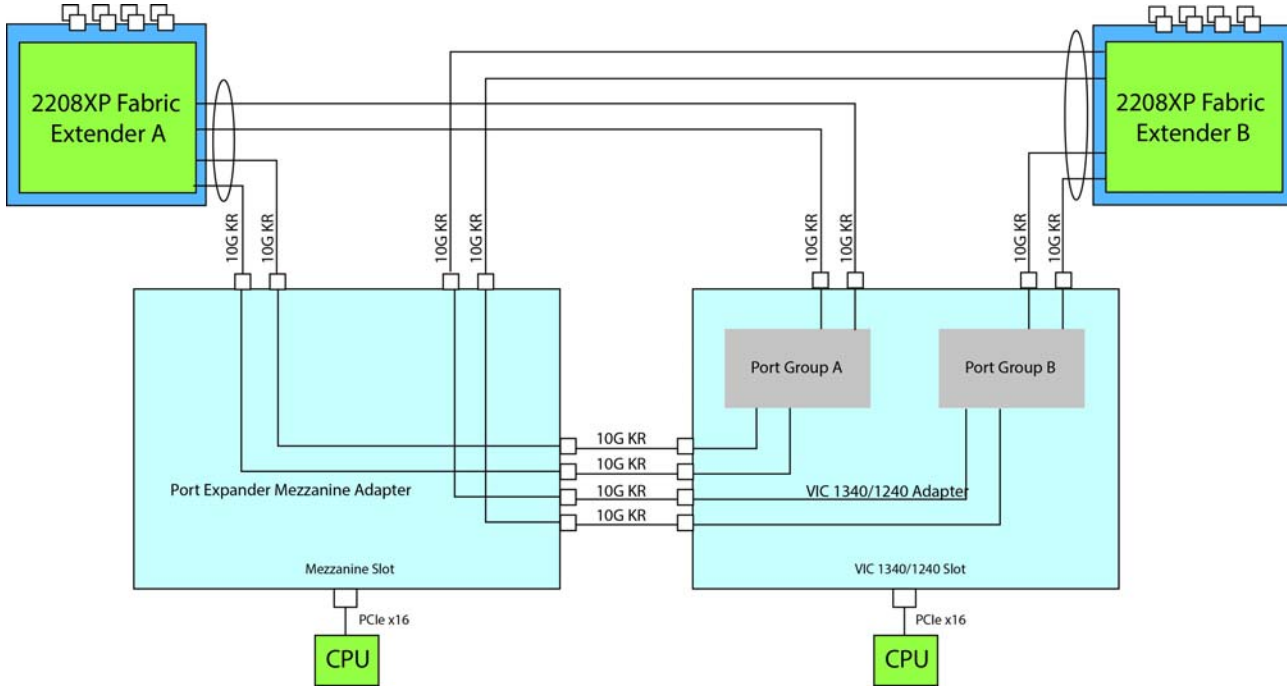 2208XP Fabric
Extender A
2208XP Fabric
Extender B
10G KR
10G KR
10G KR
10G KR
10G KR
10G KR
10G KR
10G KR
Port Group A
Port Group B
10G KR
10G KR
Port Expander Mezzanine Adapter
10G KR
VIC 1340/1240 Adapter
10G KR
Mezzanine Slot
VIC 1340/1240 Slot
PCIe x16
PCIe x16
CPU
CPU